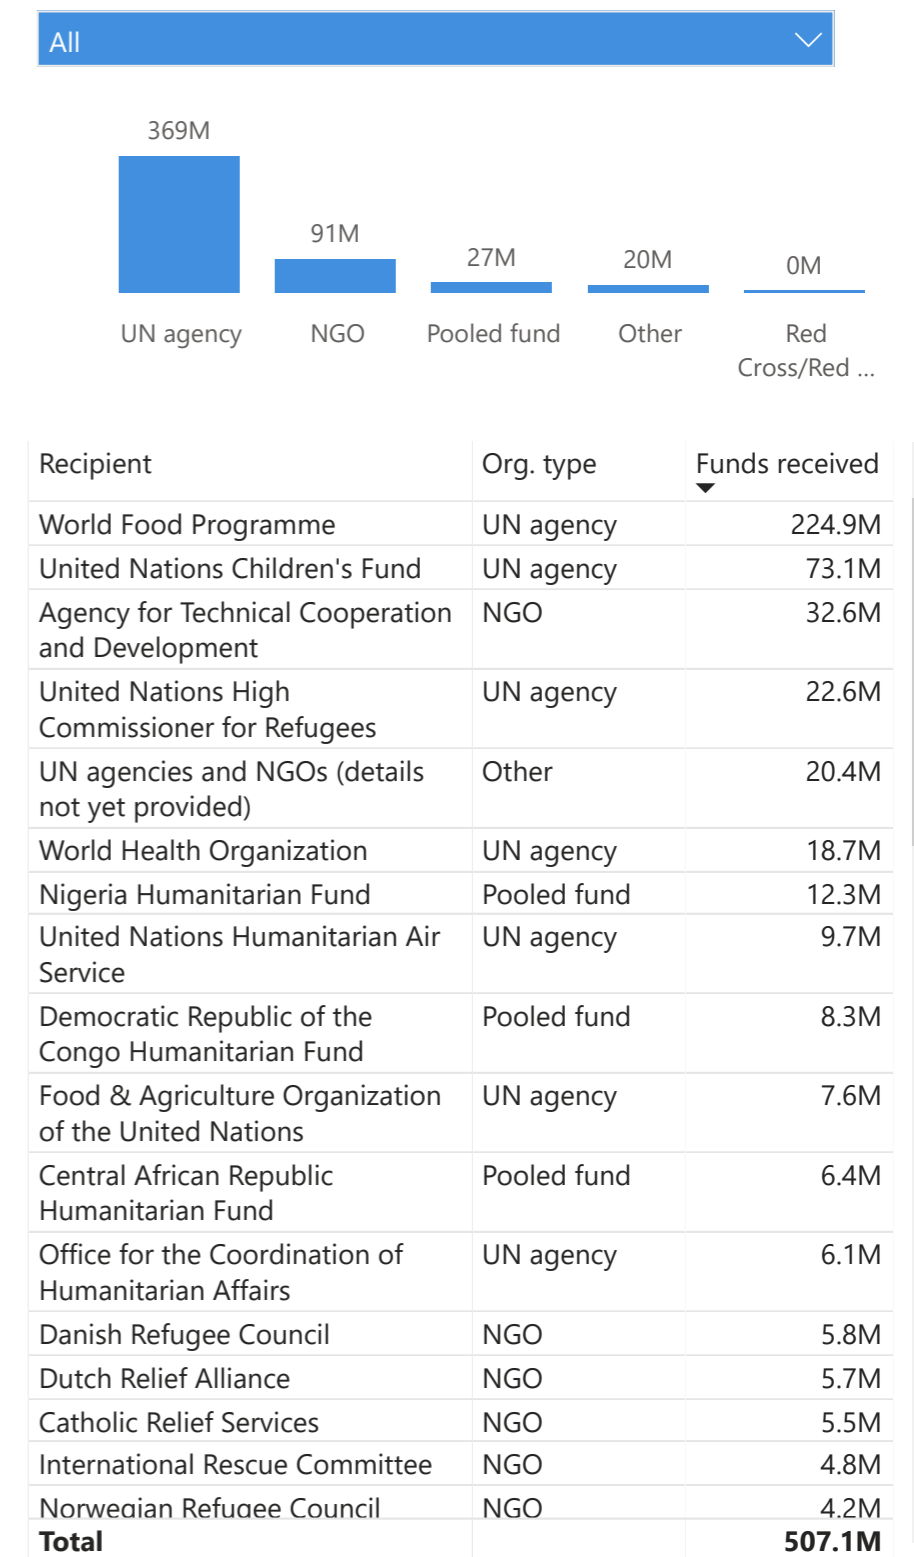 All
369M
91M
27M
20M
0M
UN agency
NGO
Pooled fund
Other
Red
Cross/Red ...
Recipient Org. type Funds received
World Food Programme UN agency 224.9M
United Nations Children's Fund UN agency 73.1M
Agency for Technical Cooperation NGO 32.6M
and Development
United Nations High UN agency 22.6M
Commissioner for Refugees
UN agencies and NGOs (details Other 20.4M
not yet provided)
World Health Organization UN agency 18.7M
Nigeria Humanitarian Fund Pooled fund 12.3M
United Nations Humanitarian Air UN agency 9.7M
Service
Democratic Republic of the Pooled fund 8.3M
Congo Humanitarian Fund
Food & Agriculture Organization UN agency 7.6M
of the United Nations
Central African Republic Pooled fund 6.4M
Humanitarian Fund
Office for the Coordination of UN agency 6.1M
Humanitarian Affairs
Danish Refugee Council NGO 5.8M
Dutch Relief Alliance NGO 5.7M
Catholic Relief Services NGO 5.5M
International Rescue Committee NGO 4.8M
Norwegian Refugee Council NGO 4.2M
Total 507.1M